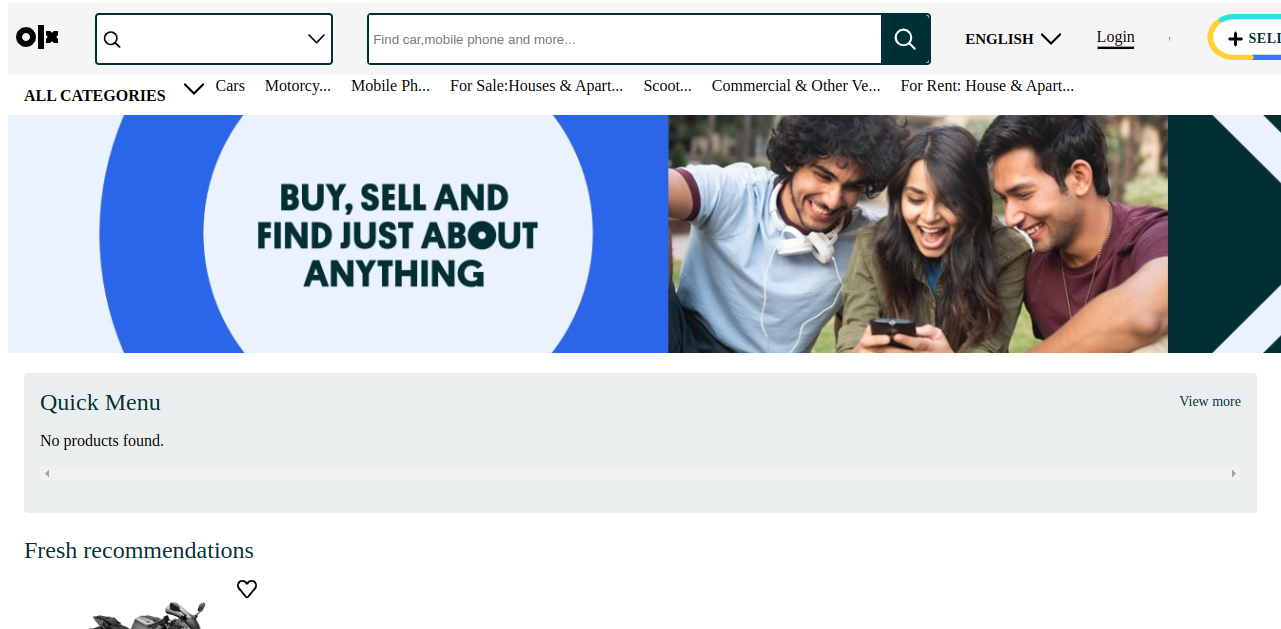 olx
Find car,mobile phone and more...
ENGLISH
Login
SELL
ALL CATEGORIES
Cars
Motorcy...
Mobile Ph...
For Sale:Houses & Apart...
Scoot...
Commercial & Other Ve...
For Rent: House & Apart...
BUY, SELL AND
FIND JUST ABOUT
ANYTHING
Quick Menu
View more
No products found.
Fresh recommendations